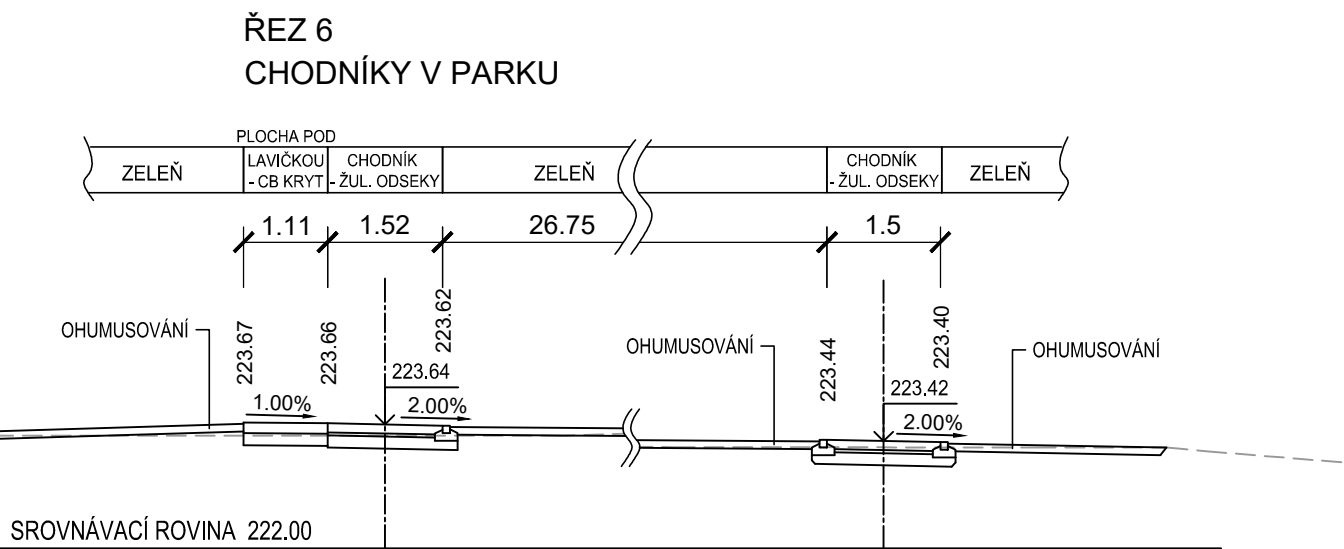 ŘEZ 6
CHODNÍKY V PARKU
PLOCHA POD
LAVIČKOU
- CB KRYT
ZELEŇ
CHODNÍK
- ŽUL. ODSEKY
ZELEŇ
CHODNÍK
- ŽUL. ODSEKY
ZELEŇ
1.11
1.52
26.75
1.5
OHUMUSOVÁNÍ
223.67
223.66
223.62
223.64
OHUMUSOVÁNÍ
223.44
223.40
223.42
OHUMUSOVÁNÍ
1.00%
2.00%
2.00%
SROVNÁVACÍ ROVINA 222.00